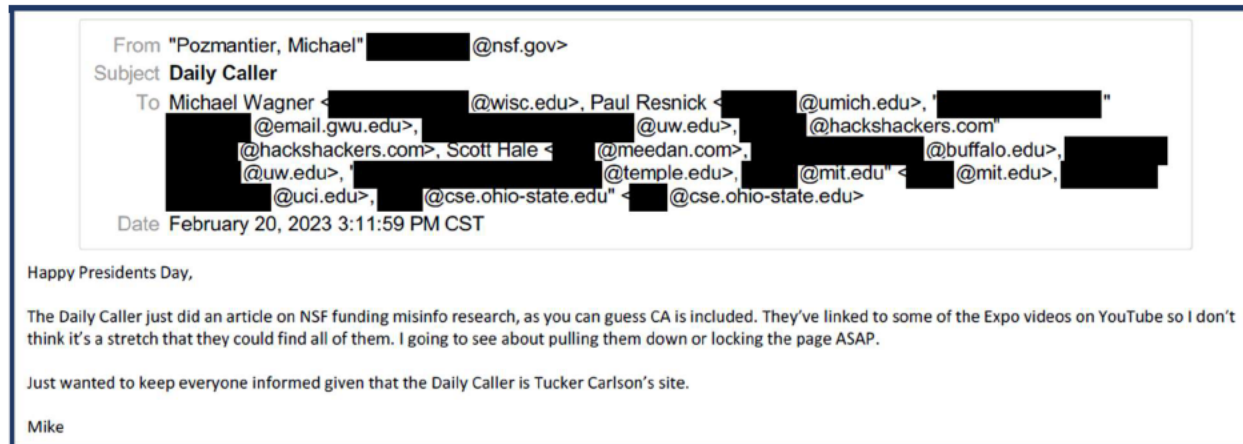 From "Pozmantier, Michael" @nsf.gov>
Subject Daily Caller
To Michael Wagner < @wisc.edu>, Paul Resnick < @umich.edu>, ' "
@email.gwu.edu>, @uw.edu>, @hackshackers.com"
@hackshackers.com>, Scott Hale < @meedan.com>, @buffalo.edu>,
@uw.edu>, ' @temple.edu>, @mit.edu" < @mit.edu>,
@uci.edu>, @cse.ohio-state.edu" < @cse.ohio-state.edu>
Date February 20, 2023 3:11:59 PM CST
Happy Presidents Day,
The Daily Caller just did an article on NSF funding misinfo research, as you can guess CA is included. They've linked to some of the Expo videos on YouTube so I don't
think it's a stretch that they could find all of them. I going to see about pulling them down or locking the page ASAP.
Just wanted to keep everyone informed given that the Daily Caller is Tucker Carlson's site.
Mike